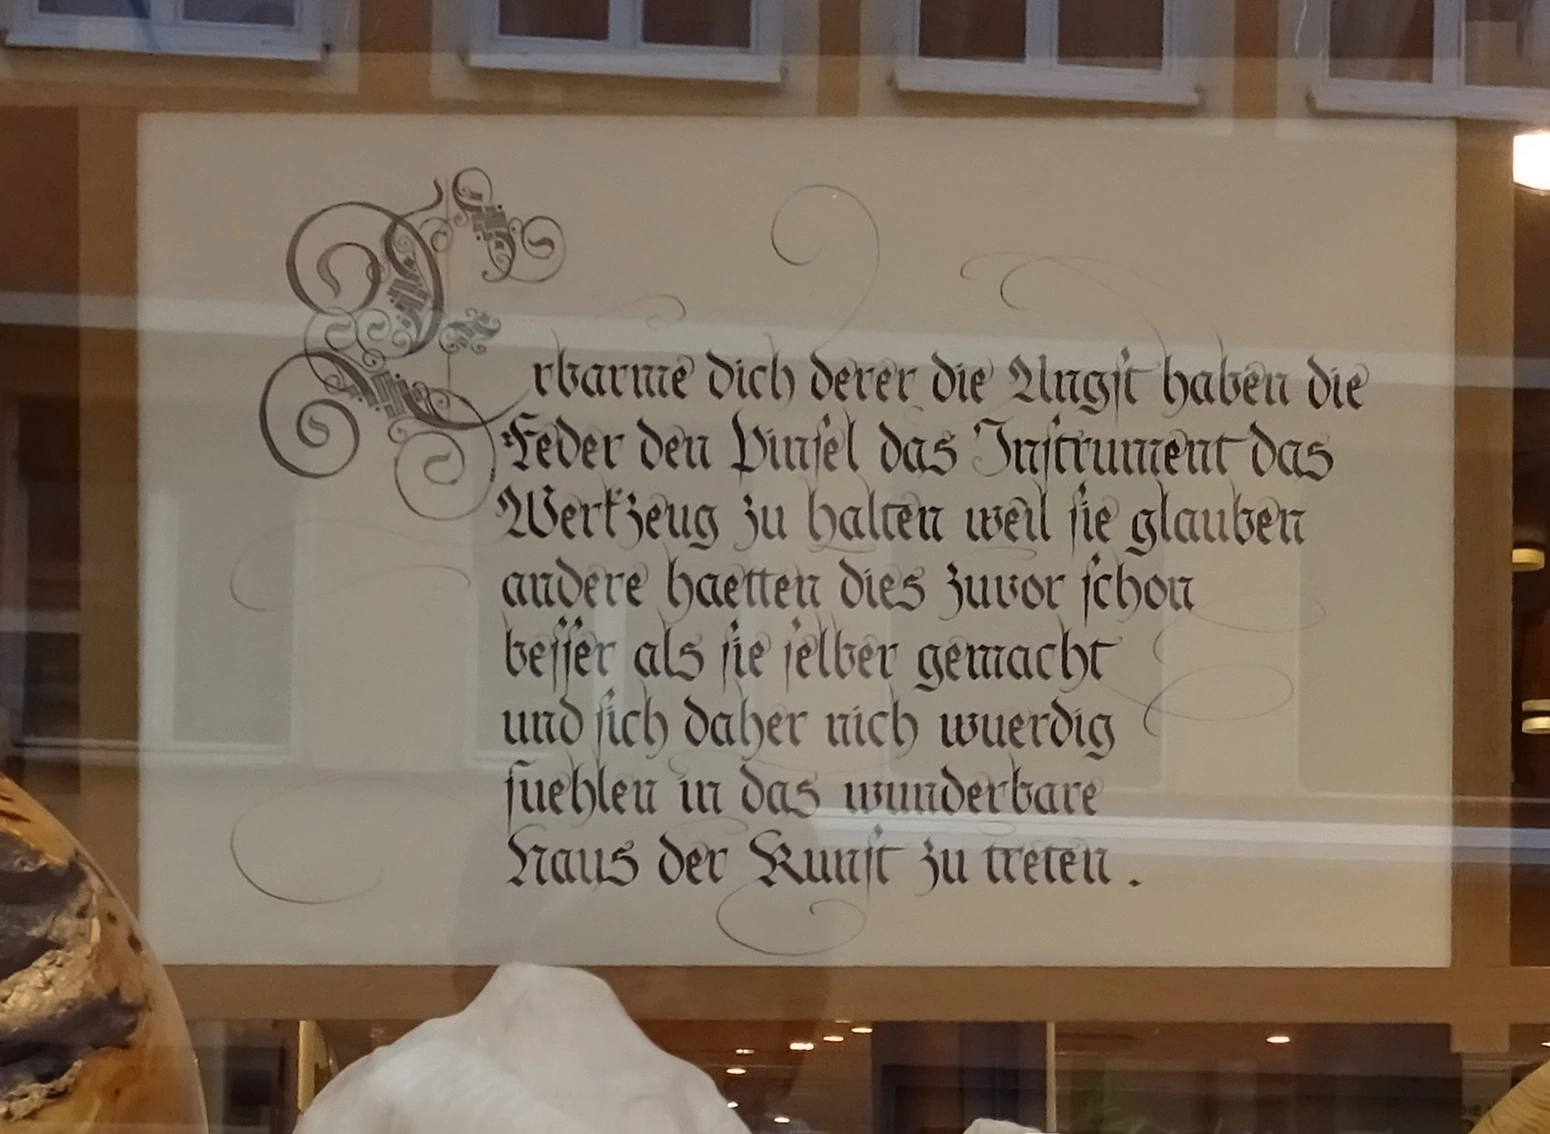 Erbarme dich derer die Angst haben die
Feder den Pinsel das Instrument das
Werkzeug zu halten weil sie glauben
andere haetten dies zuvor schon
besser als sie selber gemacht
und sich daher nich wuerdig
fuehlen in das wunderbare
Haus der Kunst zu treten .